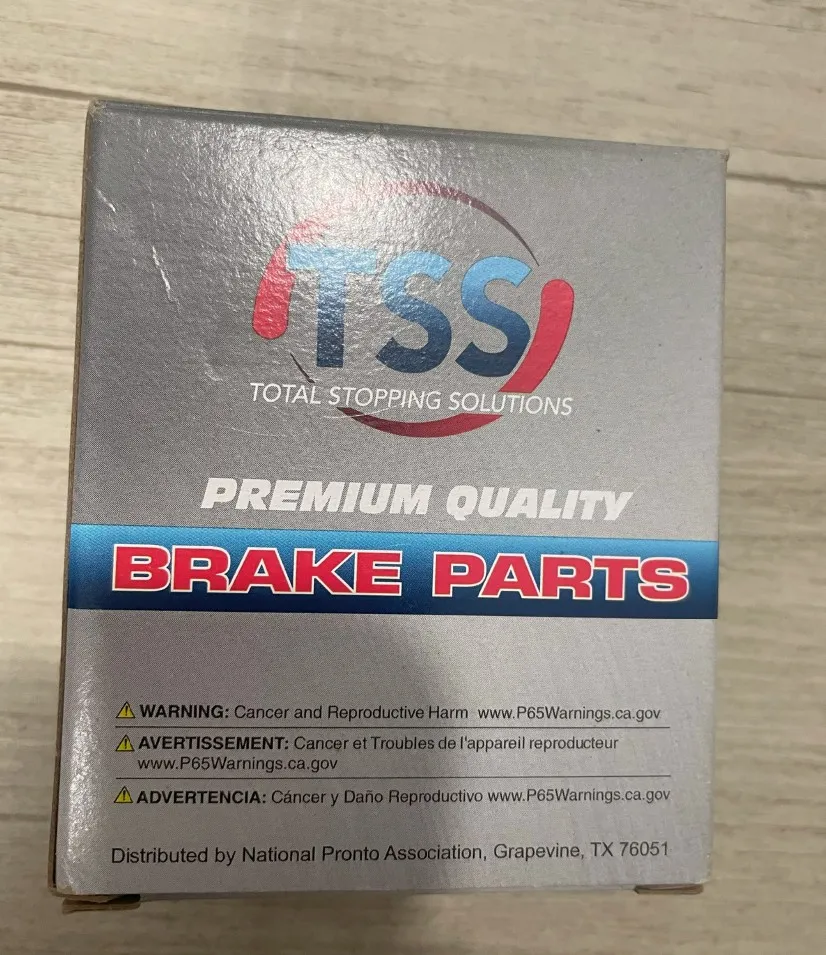 TSS
TOTAL STOPPING SOLUTIONS
PREMIUM QUALITY
BRAKE PARTS
WARNING: Cancer and Reproductive Harm www.P65Warnings.ca.gov
AVERTISSEMENT: Cancer et Troubles de l'appareil reproducteur
www.P65Warnings.ca.gov
ADVERTENCIA: Cáncer y Daño Reproductivo www.P65Warnings.ca.gov
Distributed by National Pronto Association, Grapevine, TX 76051